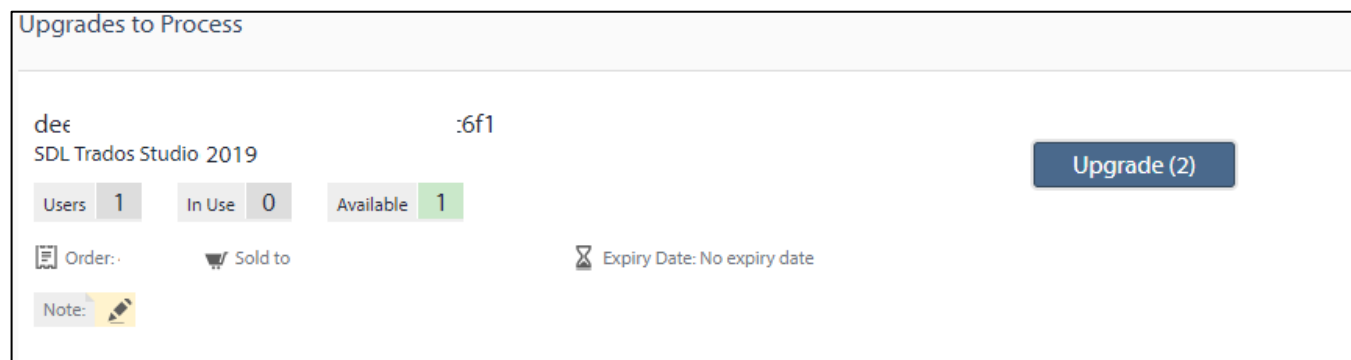 Upgrades to Process
dee :6f1
SDL Trados Studio 2019
Upgrade (2)
Users 1 In Use 0 Available 1
Order: Sold to Expiry Date: No expiry date
Note: